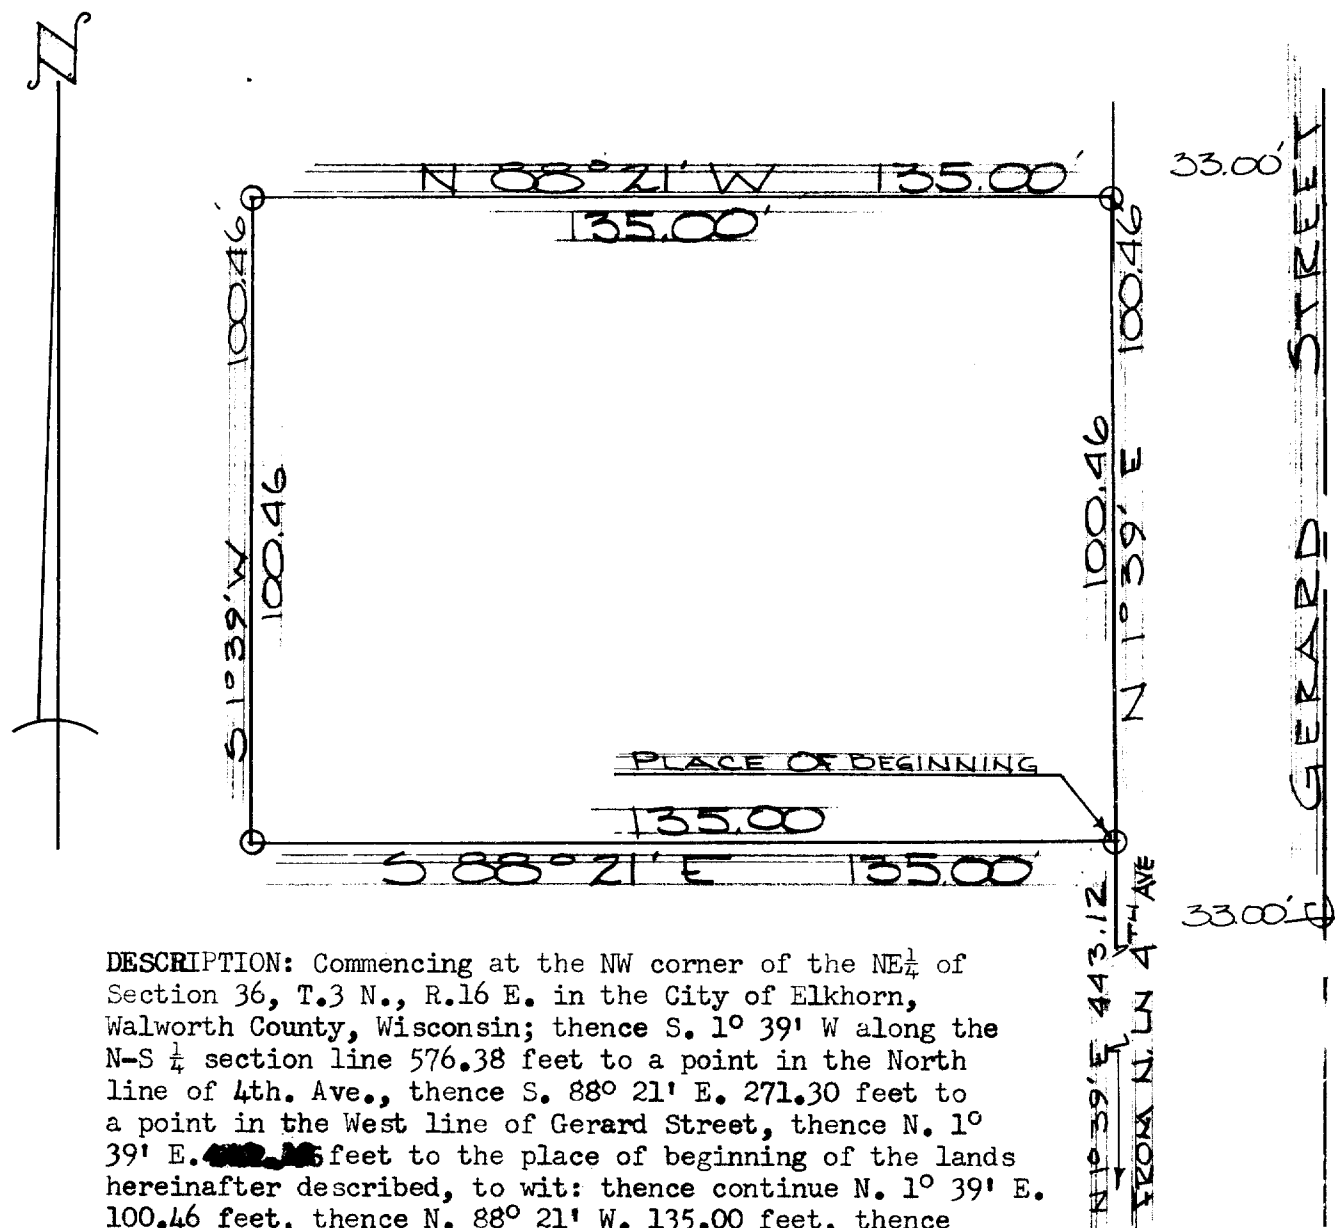 N
N 88° 21' W 135.00'
33.00'
135.00'
100.46'
100.46
S 1° 39' W
100.46
100.46
N 1° 39' E
GERARD STREET
PLACE OF BEGINNING
135.00
S 88° 21' E 135.00'
33.00'
N 1° 39' E 443.12
FROM N. LN 4TH AVE
DESCRIPTION: Commencing at the NW corner of the NE¼ of
Section 36, T.3 N., R.16 E. in the City of Elkhorn,
Walworth County, Wisconsin; thence S. 1° 39' W along the
N-S ¼ section line 576.38 feet to a point in the North
line of 4th. Ave., thence S. 88° 21' E. 271.30 feet to
a point in the West line of Gerard Street, thence N. 1°
39' E. feet to the place of beginning of the lands
hereinafter described, to wit: thence continue N. 1° 39' E.
100.46 feet, thence N. 88° 21' W. 135.00 feet, thence